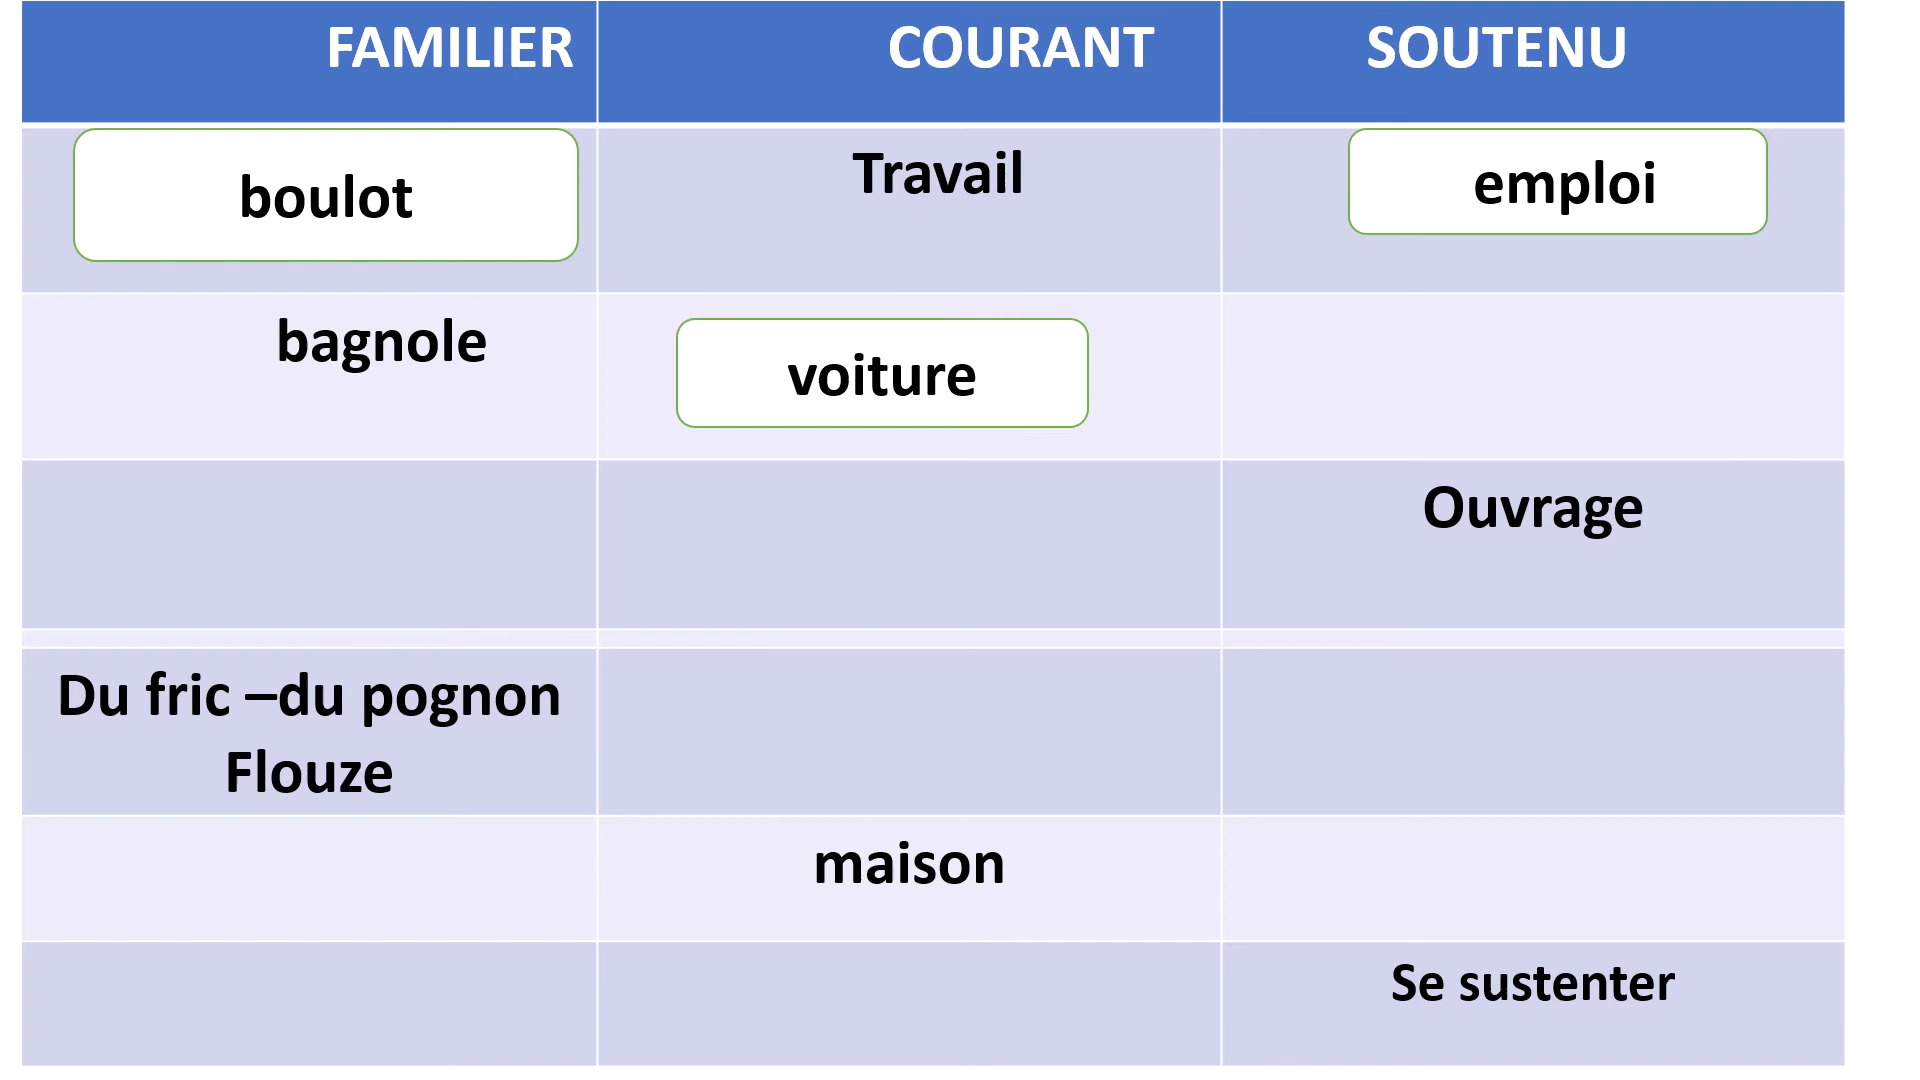 FAMILIER COURANT SOUTENU
boulot Travail emploi
bagnole voiture
Ouvrage
Du fric –du pognon
Flouze
maison
Se sustenter